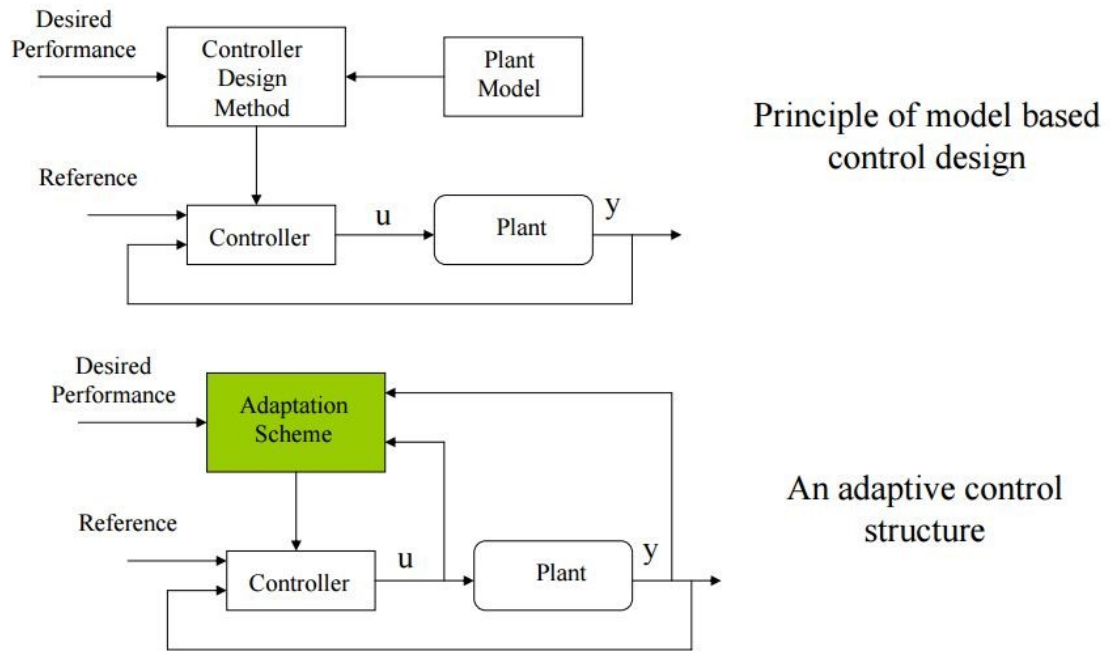 Desired
Performance
Controller
Design
Method
Plant
Model
Principle of model based
control design
Reference
Controller
u
Plant
y
Desired
Performance
Adaptation
Scheme
An adaptive control
structure
Reference
Controller
u
Plant
y